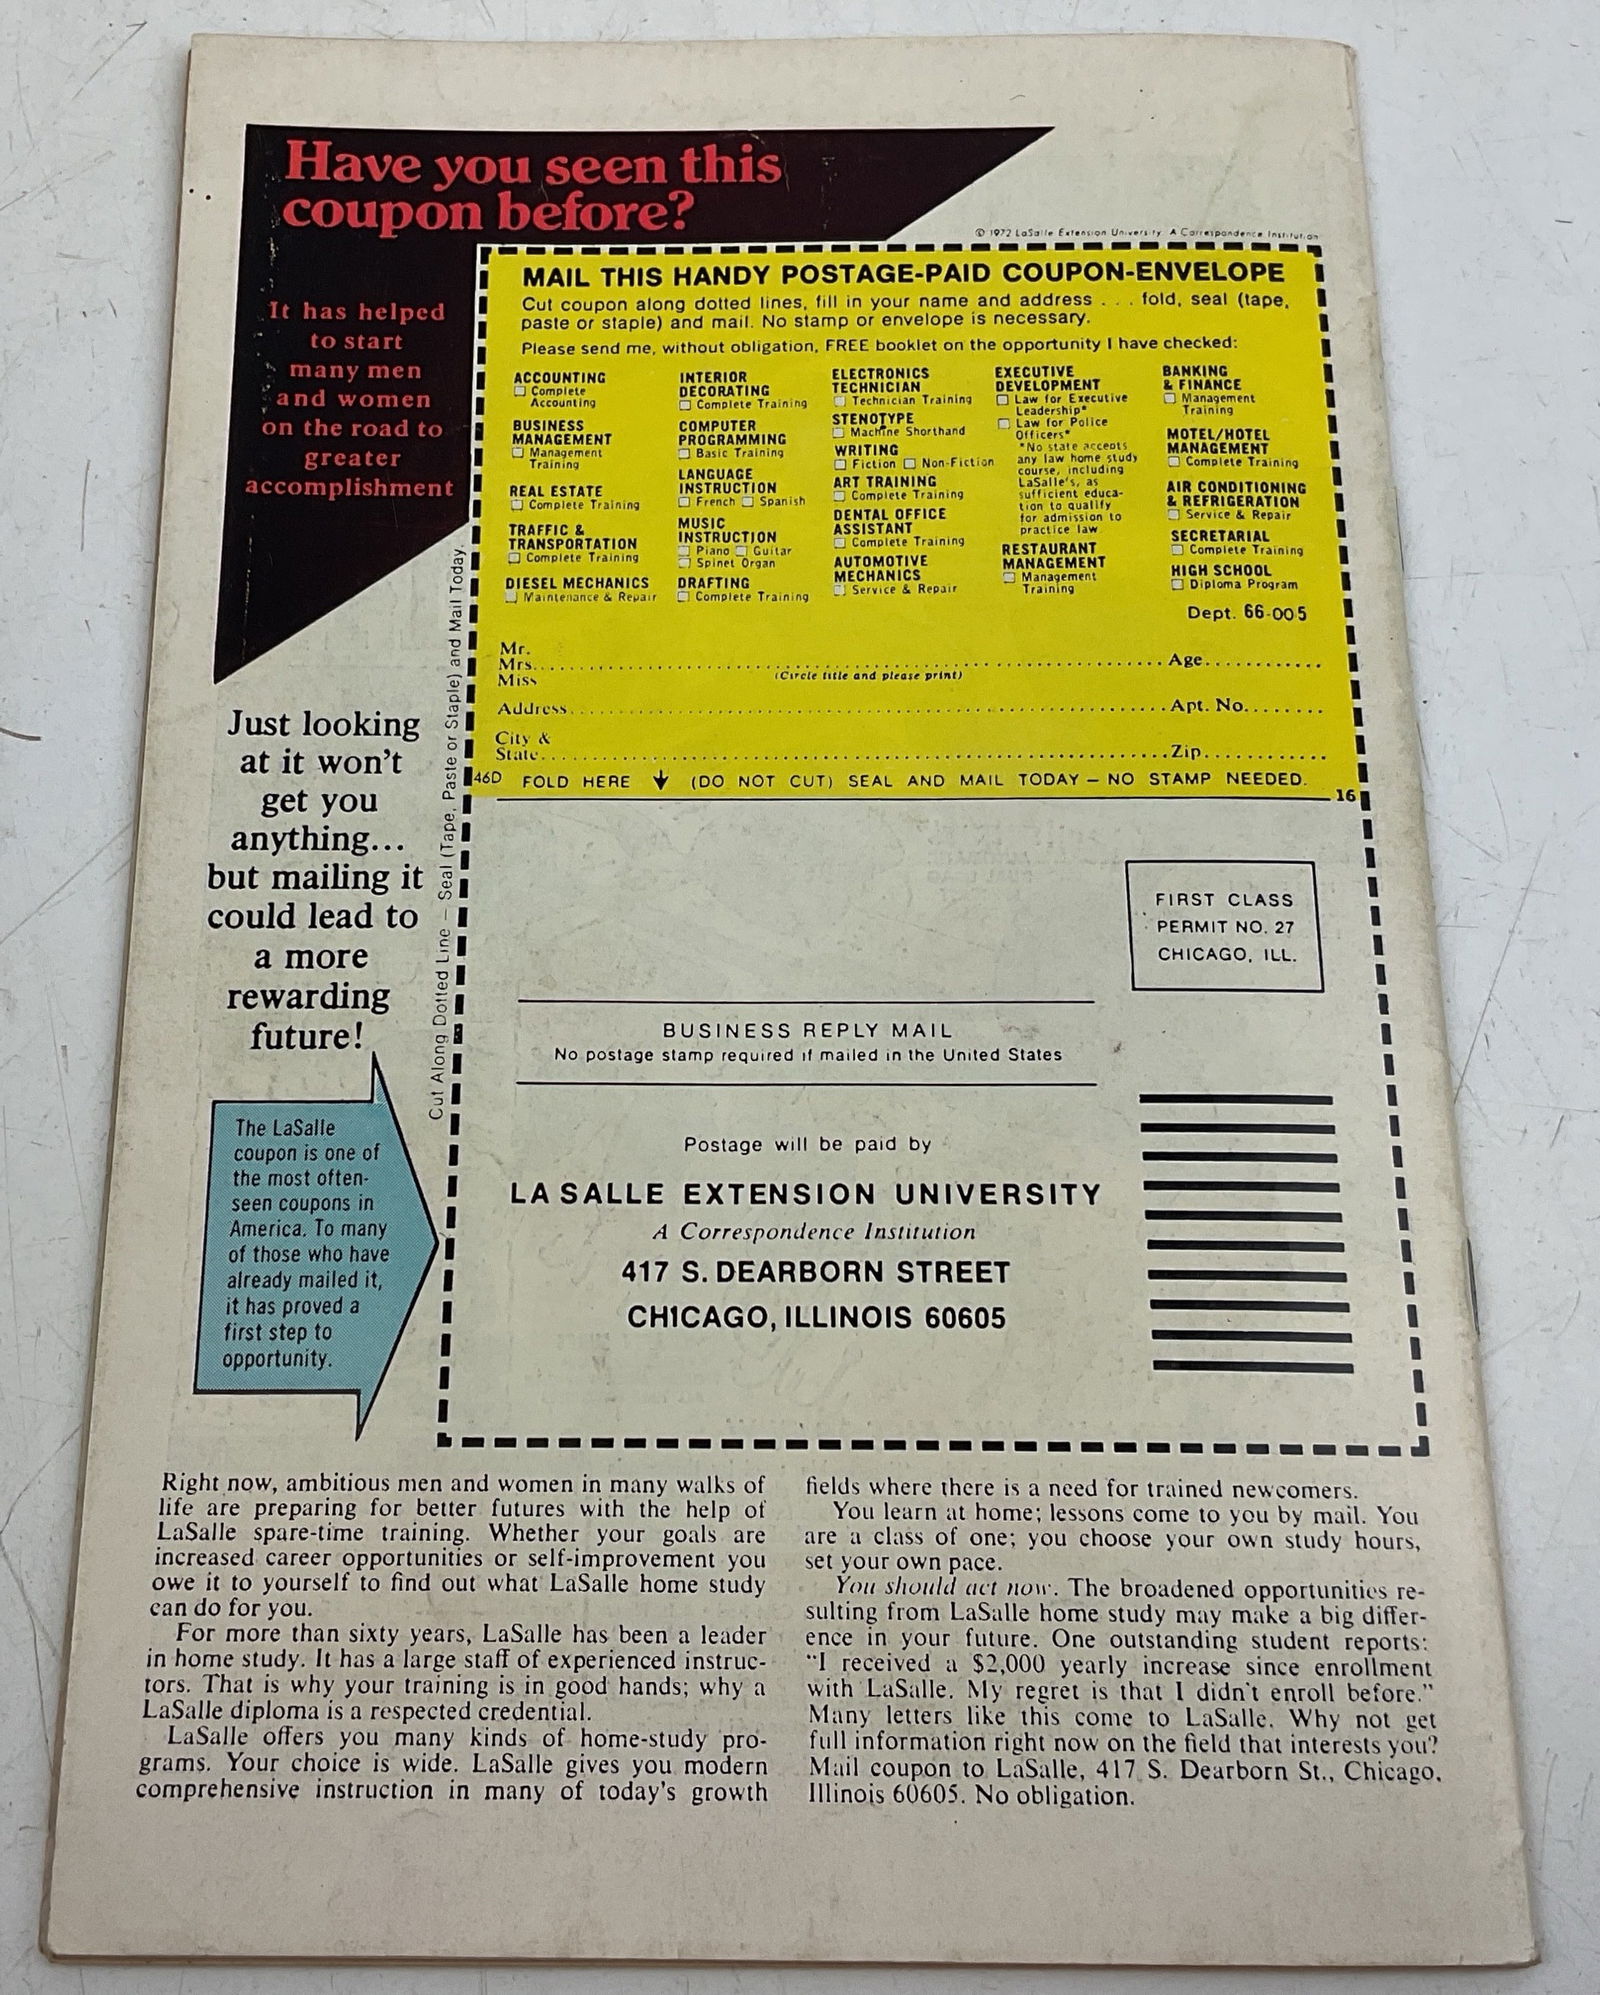 Have you seen this
coupon before?
© 1972 LaSalle Extension University A Correspondence Institution
It has helped
to start
many men
and women
on the road to
greater
accomplishment
MAIL THIS HANDY POSTAGE-PAID COUPON-ENVELOPE
Cut coupon along dotted lines, fill in your name and address . . . fold, seal (tape,
paste or staple) and mail. No stamp or envelope is necessary.
Please send me, without obligation, FREE booklet on the opportunity I have checked:
ACCOUNTING
☐ Complete
Accounting
BUSINESS
MANAGEMENT
☐ Management
Training
REAL ESTATE
☐ Complete Training
TRAFFIC &
TRANSPORTATION
☐ Complete Training
DIESEL MECHANICS
☐ Maintenance & Repair
INTERIOR
DECORATING
☐ Complete Training
COMPUTER
PROGRAMMING
☐ Basic Training
LANGUAGE
INSTRUCTION
☐ French ☐ Spanish
MUSIC
INSTRUCTION
☐ Piano ☐ Guitar
☐ Spinet Organ
DRAFTING
☐ Complete Training
ELECTRONICS
TECHNICIAN
☐ Technician Training
STENOTYPE
☐ Machine Shorthand
WRITING
☐ Fiction ☐ Non-Fiction
ART TRAINING
☐ Complete Training
DENTAL OFFICE
ASSISTANT
☐ Complete Training
AUTOMOTIVE
MECHANICS
☐ Service & Repair
EXECUTIVE
DEVELOPMENT
☐ Law for Executive
Leadership*
☐ Law for Police
Officers*
*No state accepts
any law home study
course, including
LaSalle's, as
sufficient educa-
tion to qualify
for admission to
practice law
RESTAURANT
MANAGEMENT
☐ Management
Training
BANKING
& FINANCE
☐ Management
Training
MOTEL/HOTEL
MANAGEMENT
☐ Complete Training
AIR CONDITIONING
& REFRIGERATION
☐ Service & Repair
SECRETARIAL
☐ Complete Training
HIGH SCHOOL
☐ Diploma Program
Dept. 66-005
Mr.
Mrs. Age
Miss (Circle title and please print)
Address Apt. No.
City &
State Zip
46D FOLD HERE ↓ (DO NOT CUT) SEAL AND MAIL TODAY – NO STAMP NEEDED.
16
Cut Along Dotted Line – Seal (Tape, Paste or Staple) and Mail Today.
Just looking
at it won't
get you
anything...
but mailing it
could lead to
a more
rewarding
future!
FIRST CLASS
PERMIT NO. 27
CHICAGO, ILL.
BUSINESS REPLY MAIL
No postage stamp required if mailed in the United States
Postage will be paid by
LA SALLE EXTENSION UNIVERSITY
A Correspondence Institution
417 S. DEARBORN STREET
CHICAGO, ILLINOIS 60605
The LaSalle
coupon is one of
the most often-
seen coupons in
America. To many
of those who have
already mailed it,
it has proved a
first step to
opportunity.
Right now, ambitious men and women in many walks of
life are preparing for better futures with the help of
LaSalle spare-time training. Whether your goals are
increased career opportunities or self-improvement you
owe it to yourself to find out what LaSalle home study
can do for you.
For more than sixty years, LaSalle has been a leader
in home study. It has a large staff of experienced instruc-
tors. That is why your training is in good hands; why a
LaSalle diploma is a respected credential.
LaSalle offers you many kinds of home-study pro-
grams. Your choice is wide. LaSalle gives you modern
comprehensive instruction in many of today's growth
fields where there is a need for trained newcomers.
You learn at home; lessons come to you by mail. You
are a class of one; you choose your own study hours,
set your own pace.
You should act now. The broadened opportunities re-
sulting from LaSalle home study may make a big differ-
ence in your future. One outstanding student reports:
"I received a $2,000 yearly increase since enrollment
with LaSalle. My regret is that I didn't enroll before."
Many letters like this come to LaSalle. Why not get
full information right now on the field that interests you?
Mail coupon to LaSalle, 417 S. Dearborn St., Chicago,
Illinois 60605. No obligation.